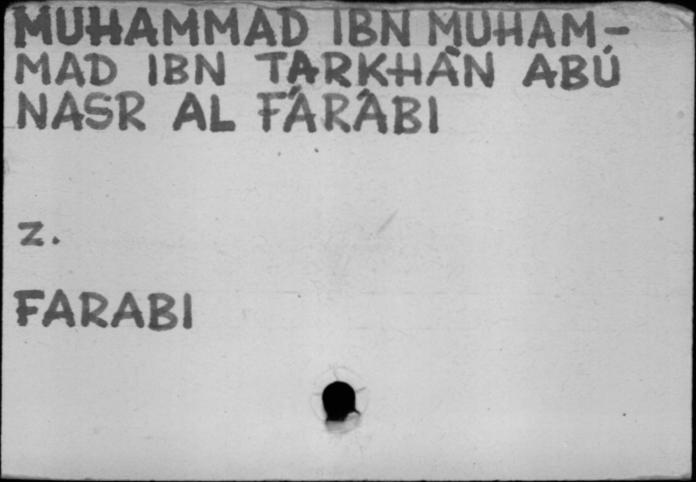 MUHAMMAD IBN MUHAM-
MAD IBN TARKHÂN ABÚ
NASR AL FÁRÂBI
z.
FARABI